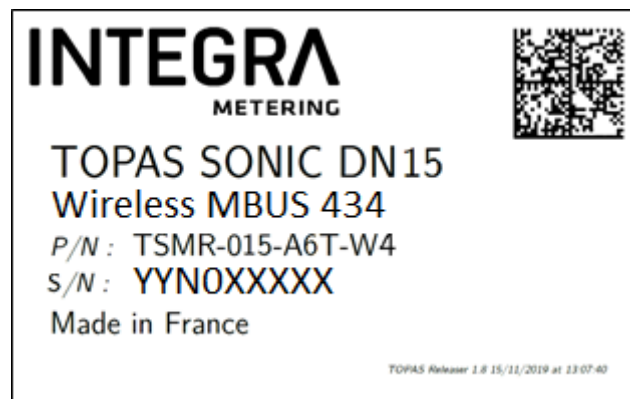 INTEGRA
METERING
TOPAS SONIC DN15
Wireless MBUS 434
P/N : TSMR-015-A6T-W4
S/N : YYN0XXXXX
Made in France
TOPAS Releaser 1.8 15/11/2019 at 13:07:40